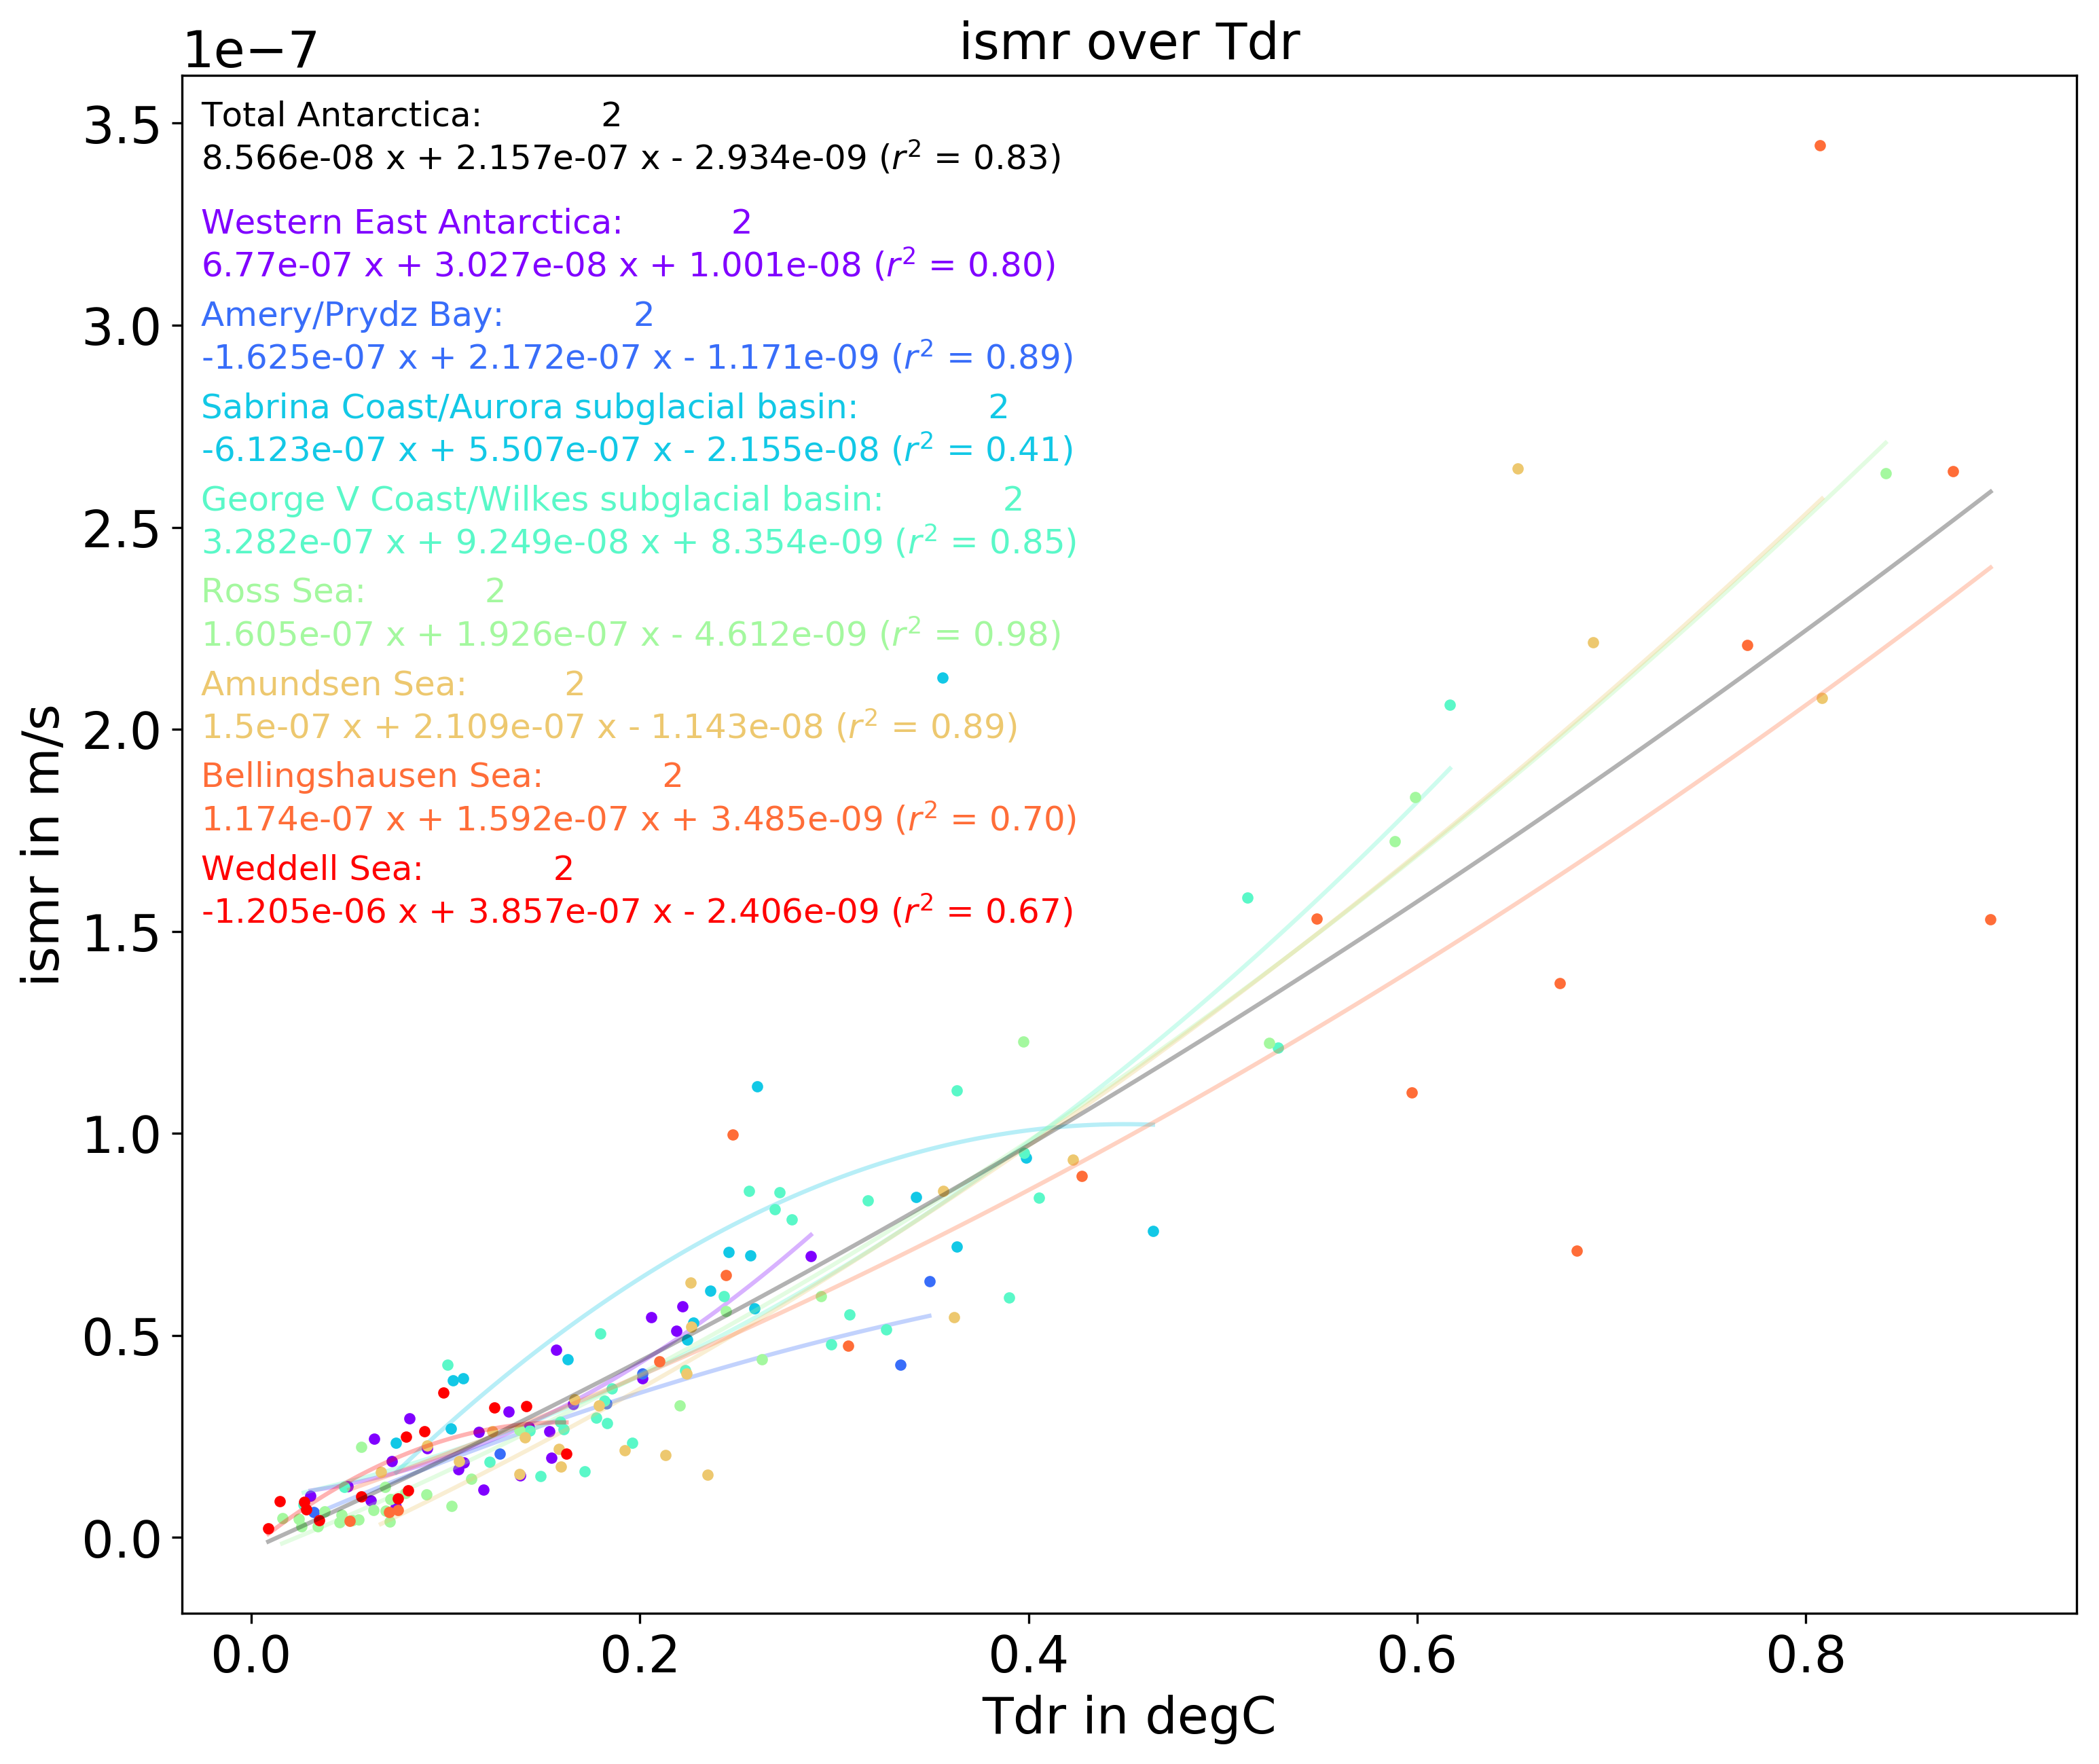 ismr over Tdr
1e−7
Total Antarctica: 2
8.566e-08 x + 2.157e-07 x - 2.934e-09 (r² = 0.83)
Western East Antarctica: 2
6.77e-07 x + 3.027e-08 x + 1.001e-08 (r² = 0.80)
Amery/Prydz Bay: 2
-1.625e-07 x + 2.172e-07 x - 1.171e-09 (r² = 0.89)
Sabrina Coast/Aurora subglacial basin: 2
-6.123e-07 x + 5.507e-07 x - 2.155e-08 (r² = 0.41)
George V Coast/Wilkes subglacial basin: 2
3.282e-07 x + 9.249e-08 x + 8.354e-09 (r² = 0.85)
Ross Sea: 2
1.605e-07 x + 1.926e-07 x - 4.612e-09 (r² = 0.98)
Amundsen Sea: 2
1.5e-07 x + 2.109e-07 x - 1.143e-08 (r² = 0.89)
Bellingshausen Sea: 2
1.174e-07 x + 1.592e-07 x + 3.485e-09 (r² = 0.70)
Weddell Sea: 2
-1.205e-06 x + 3.857e-07 x - 2.406e-09 (r² = 0.67)
3.5
3.0
2.5
2.0
1.5
1.0
0.5
0.0
ismr in m/s
0.0 0.2 0.4 0.6 0.8
Tdr in degC